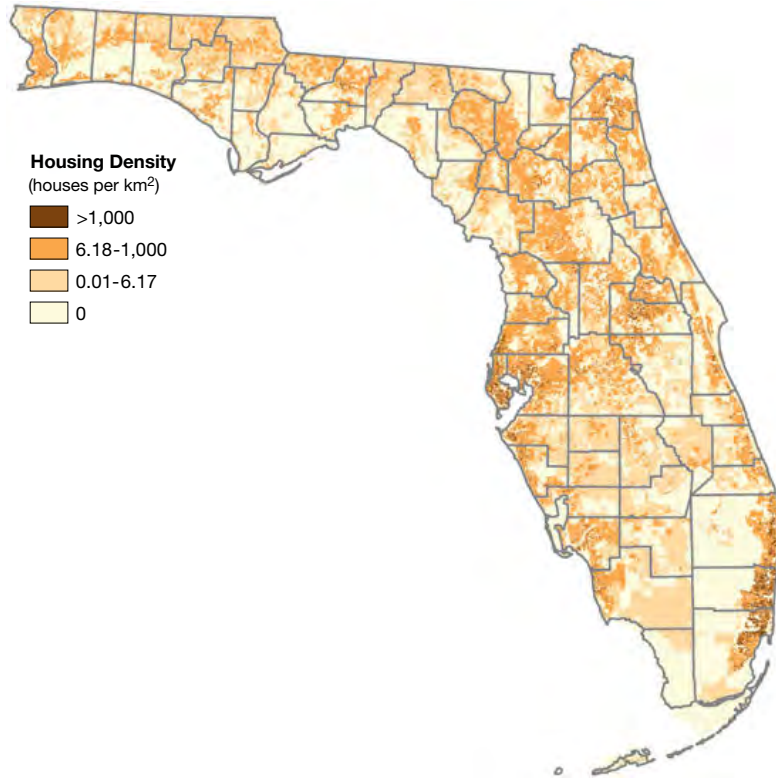 Housing Density
(houses per km²)
>1,000
6.18-1,000
0.01-6.17
0